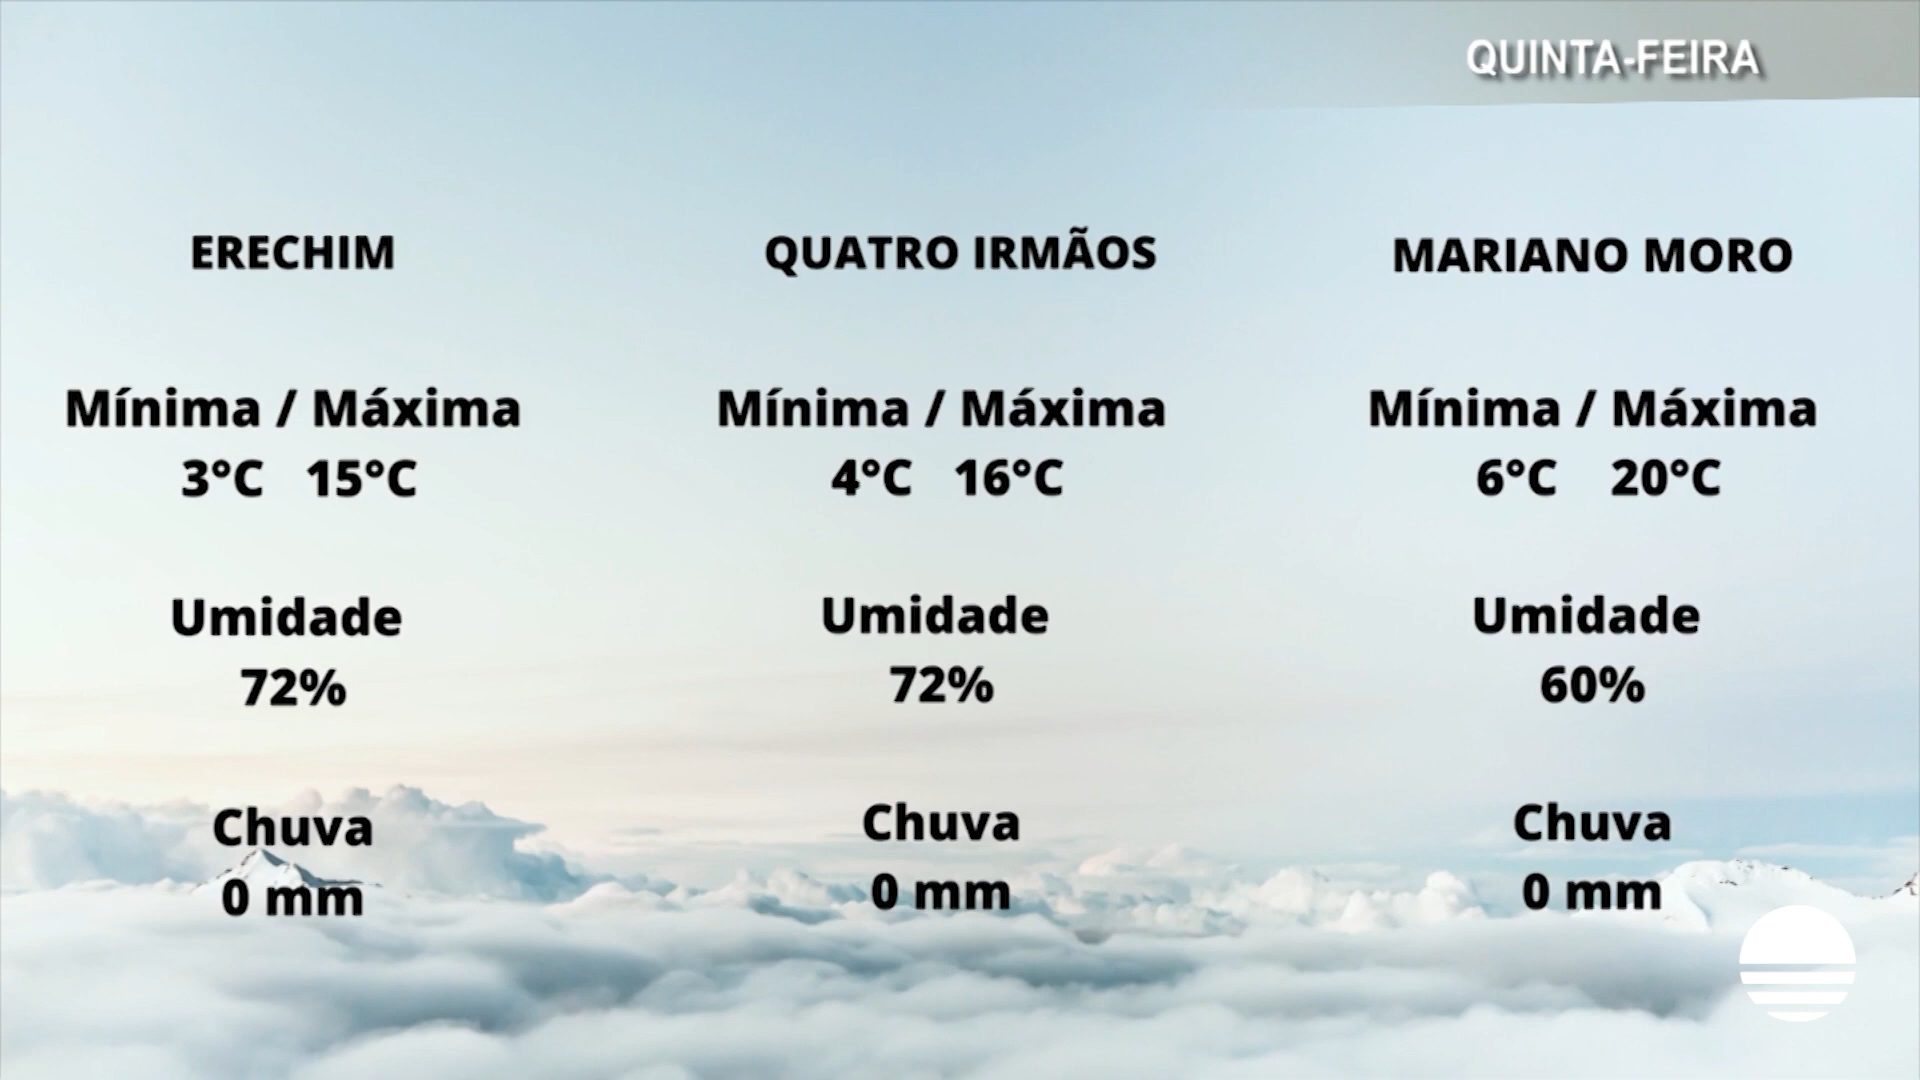 QUINTA-FEIRA
ERECHIM
Mínima / Máxima
3°C 15°C
Umidade
72%
Chuva
0 mm
QUATRO IRMÃOS
Mínima / Máxima
4°C 16°C
Umidade
72%
Chuva
0 mm
MARIANO MORO
Mínima / Máxima
6°C 20°C
Umidade
60%
Chuva
0 mm